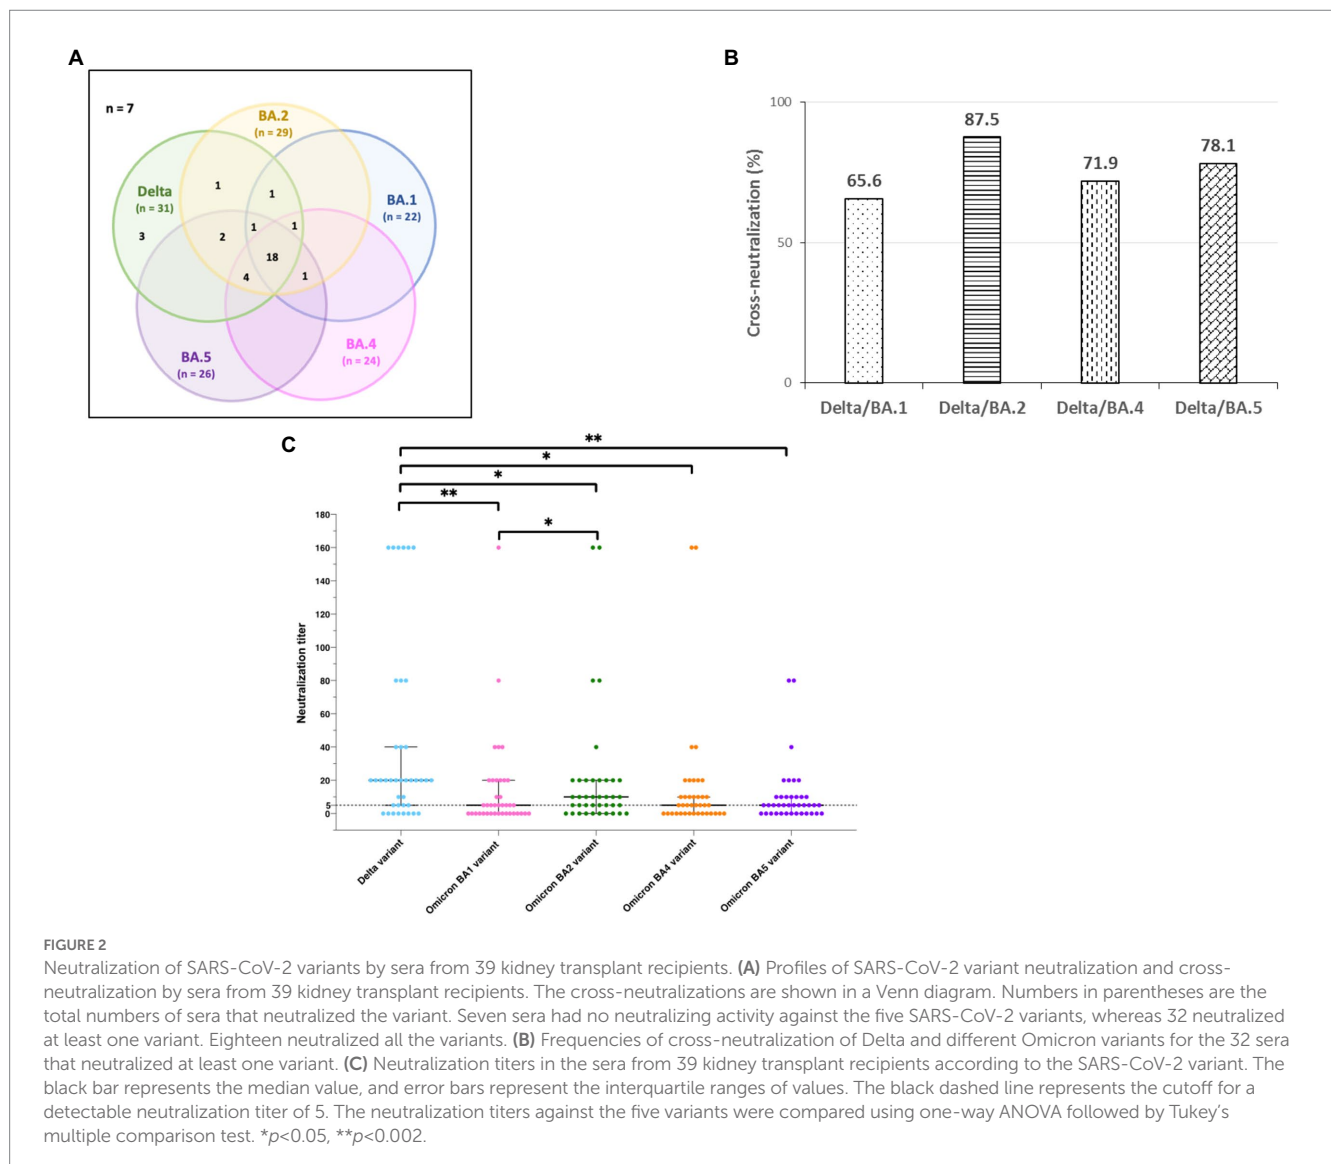 A
n = 7
BA.2
(n = 29)
Delta
(n = 31)
BA.1
(n = 22)
1
1
3
2
1
1
18
4
1
BA.5
(n = 26)
BA.4
(n = 24)
B
Cross-neutralization (%)
100
50
0
65.6
87.5
71.9
78.1
Delta/BA.1
Delta/BA.2
Delta/BA.4
Delta/BA.5
C
**
*
*
**
*
Neutralization titer
180
160
140
120
100
80
60
40
20
5
0
Delta variant
Omicron BA1 variant
Omicron BA2 variant
Omicron BA4 variant
Omicron BA5 variant
FIGURE 2
Neutralization of SARS-CoV-2 variants by sera from 39 kidney transplant recipients. (A) Profiles of SARS-CoV-2 variant neutralization and cross-
neutralization by sera from 39 kidney transplant recipients. The cross-neutralizations are shown in a Venn diagram. Numbers in parentheses are the
total numbers of sera that neutralized the variant. Seven sera had no neutralizing activity against the five SARS-CoV-2 variants, whereas 32 neutralized
at least one variant. Eighteen neutralized all the variants. (B) Frequencies of cross-neutralization of Delta and different Omicron variants for the 32 sera
that neutralized at least one variant. (C) Neutralization titers in the sera from 39 kidney transplant recipients according to the SARS-CoV-2 variant. The
black bar represents the median value, and error bars represent the interquartile ranges of values. The black dashed line represents the cutoff for a
detectable neutralization titer of 5. The neutralization titers against the five variants were compared using one-way ANOVA followed by Tukey's
multiple comparison test. *p<0.05, **p<0.002.